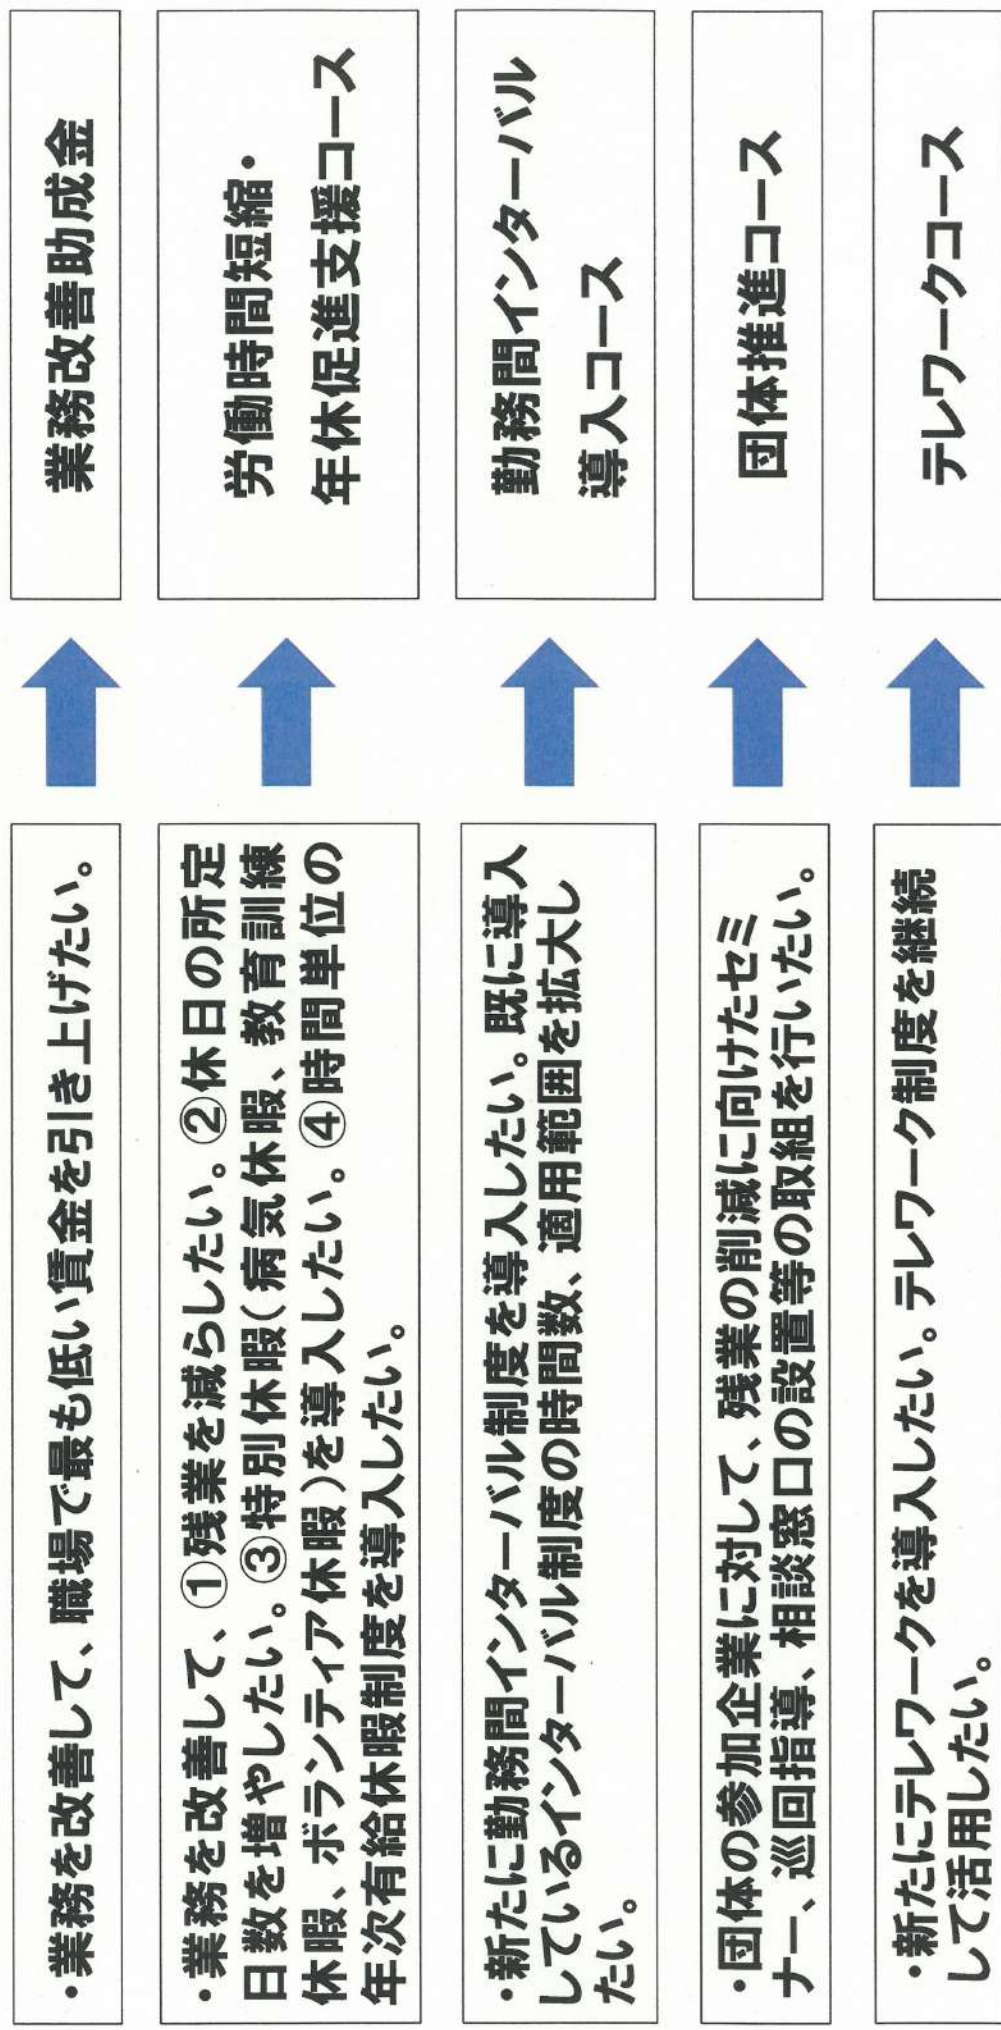 ・業務を改善して、職場で最も低い賃金を引き上げたい。
業務改善助成金
・業務を改善して、①残業を減らしたい。②休日の所定
日数を増やしたい。③特別休暇(病気休暇、教育訓練
休暇、ボランティア休暇)を導入したい。④時間単位の
年次有給休暇制度を導入したい。
労働時間短縮・
年休促進支援コース
・新たに勤務間インターバル制度を導入したい。既に導入
しているインターバル制度の時間数、適用範囲を拡大し
たい。
勤務間インターバル
導入コース
・団体の参加企業に対して、残業の削減に向けたセミ
ナー、巡回指導、相談窓口の設置等の取組を行いたい。
団体推進コース
・新たにテレワークを導入したい。テレワーク制度を継続
して活用したい。
テレワークコース